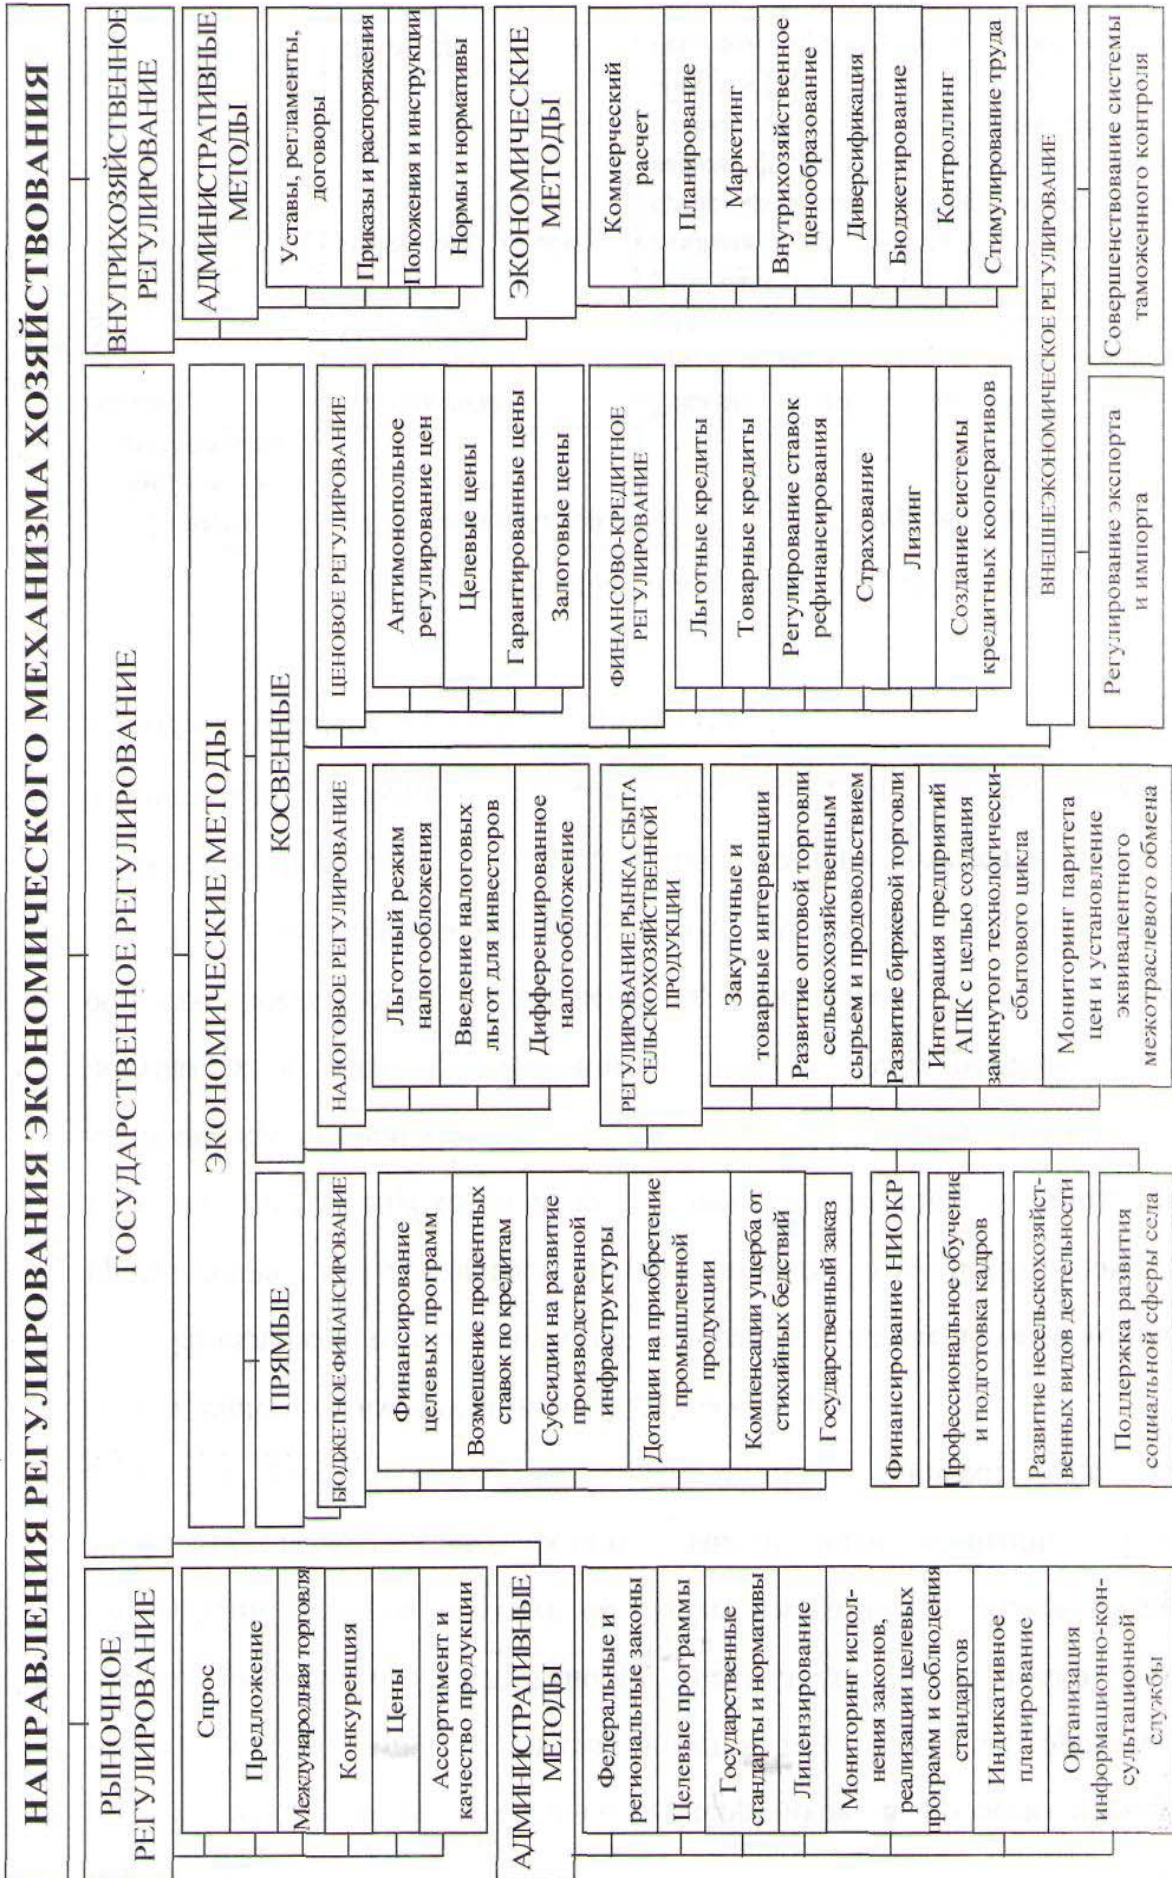 НАПРАВЛЕНИЯ РЕГУЛИРОВАНИЯ ЭКОНОМИЧЕСКОГО МЕХАНИЗМА ХОЗЯЙСТВОВАНИЯ
РЫНОЧНОЕ
РЕГУЛИРОВАНИЕ
Спрос
Предложение
Международная торговля
Конкуренция
Цены
Ассортимент и
качество продукции
ГОСУДАРСТВЕННОЕ РЕГУЛИРОВАНИЕ
АДМИНИСТРАТИВНЫЕ
МЕТОДЫ
Федеральные и
региональные законы
Целевые программы
Государственные
стандарты и нормативы
Лицензирование
Мониторинг испол-
нения законов,
реализации целевых
программ и соблюдения
стандартов
Индикативное
планирование
Организация
информационно-кон-
сультационной
службы
ЭКОНОМИЧЕСКИЕ МЕТОДЫ
ПРЯМЫЕ
БЮДЖЕТНОЕ ФИНАНСИРОВАНИЕ
Финансирование
целевых программ
Возмещение процентных
ставок по кредитам
Субсидии на развитие
производственной
инфраструктуры
Дотации на приобретение
промышленной
продукции
Компенсации ущерба от
стихийных бедствий
Государственный заказ
КОСВЕННЫЕ
НАЛОГОВОЕ РЕГУЛИРОВАНИЕ
Льготный режим
налогообложения
Введение налоговых
льгот для инвесторов
Дифференцированное
налогообложение
РЕГУЛИРОВАНИЕ РЫНКА СБЫТА
СЕЛЬСКОХОЗЯЙСТВЕННОЙ
ПРОДУКЦИИ
Закупочные и
товарные интервенции
Развитие оптовой торговли
сельскохозяйственным
сырьем и продовольствием
Развитие биржевой торговли
Интеграция предприятий
АПК с целью создания
замкнутого технологически-
сбытового цикла
Мониторинг паритета
цен и установление
эквивалентного
межотраслевого обмена
Финансирование НИОКР
Профессиональное обучение
и подготовка кадров
Развитие несельскохозяйст-
венных видов деятельности
Поддержка развития
социальной сферы села
ЦЕНОВОЕ РЕГУЛИРОВАНИЕ
Антимонопольное
регулирование цен
Целевые цены
Гарантированные цены
Залоговые цены
ФИНАНСОВО-КРЕДИТНОЕ
РЕГУЛИРОВАНИЕ
Льготные кредиты
Товарные кредиты
Регулирование ставок
рефинансирования
Страхование
Лизинг
Создание системы
кредитных кооперативов
ВНЕШНЕЭКОНОМИЧЕСКОЕ РЕГУЛИРОВАНИЕ
Регулирование экспорта
и импорта
Совершенствование системы
таможенного контроля
ВНУТРИХОЗЯЙСТВЕННОЕ
РЕГУЛИРОВАНИЕ
АДМИНИСТРАТИВНЫЕ
МЕТОДЫ
Уставы, регламенты,
договоры
Приказы и распоряжения
Положения и инструкции
Нормы и нормативы
ЭКОНОМИЧЕСКИЕ
МЕТОДЫ
Коммерческий
расчет
Планирование
Маркетинг
Внутрихозяйственное
ценообразование
Диверсификация
Бюджетирование
Контроллинг
Стимулирование труда